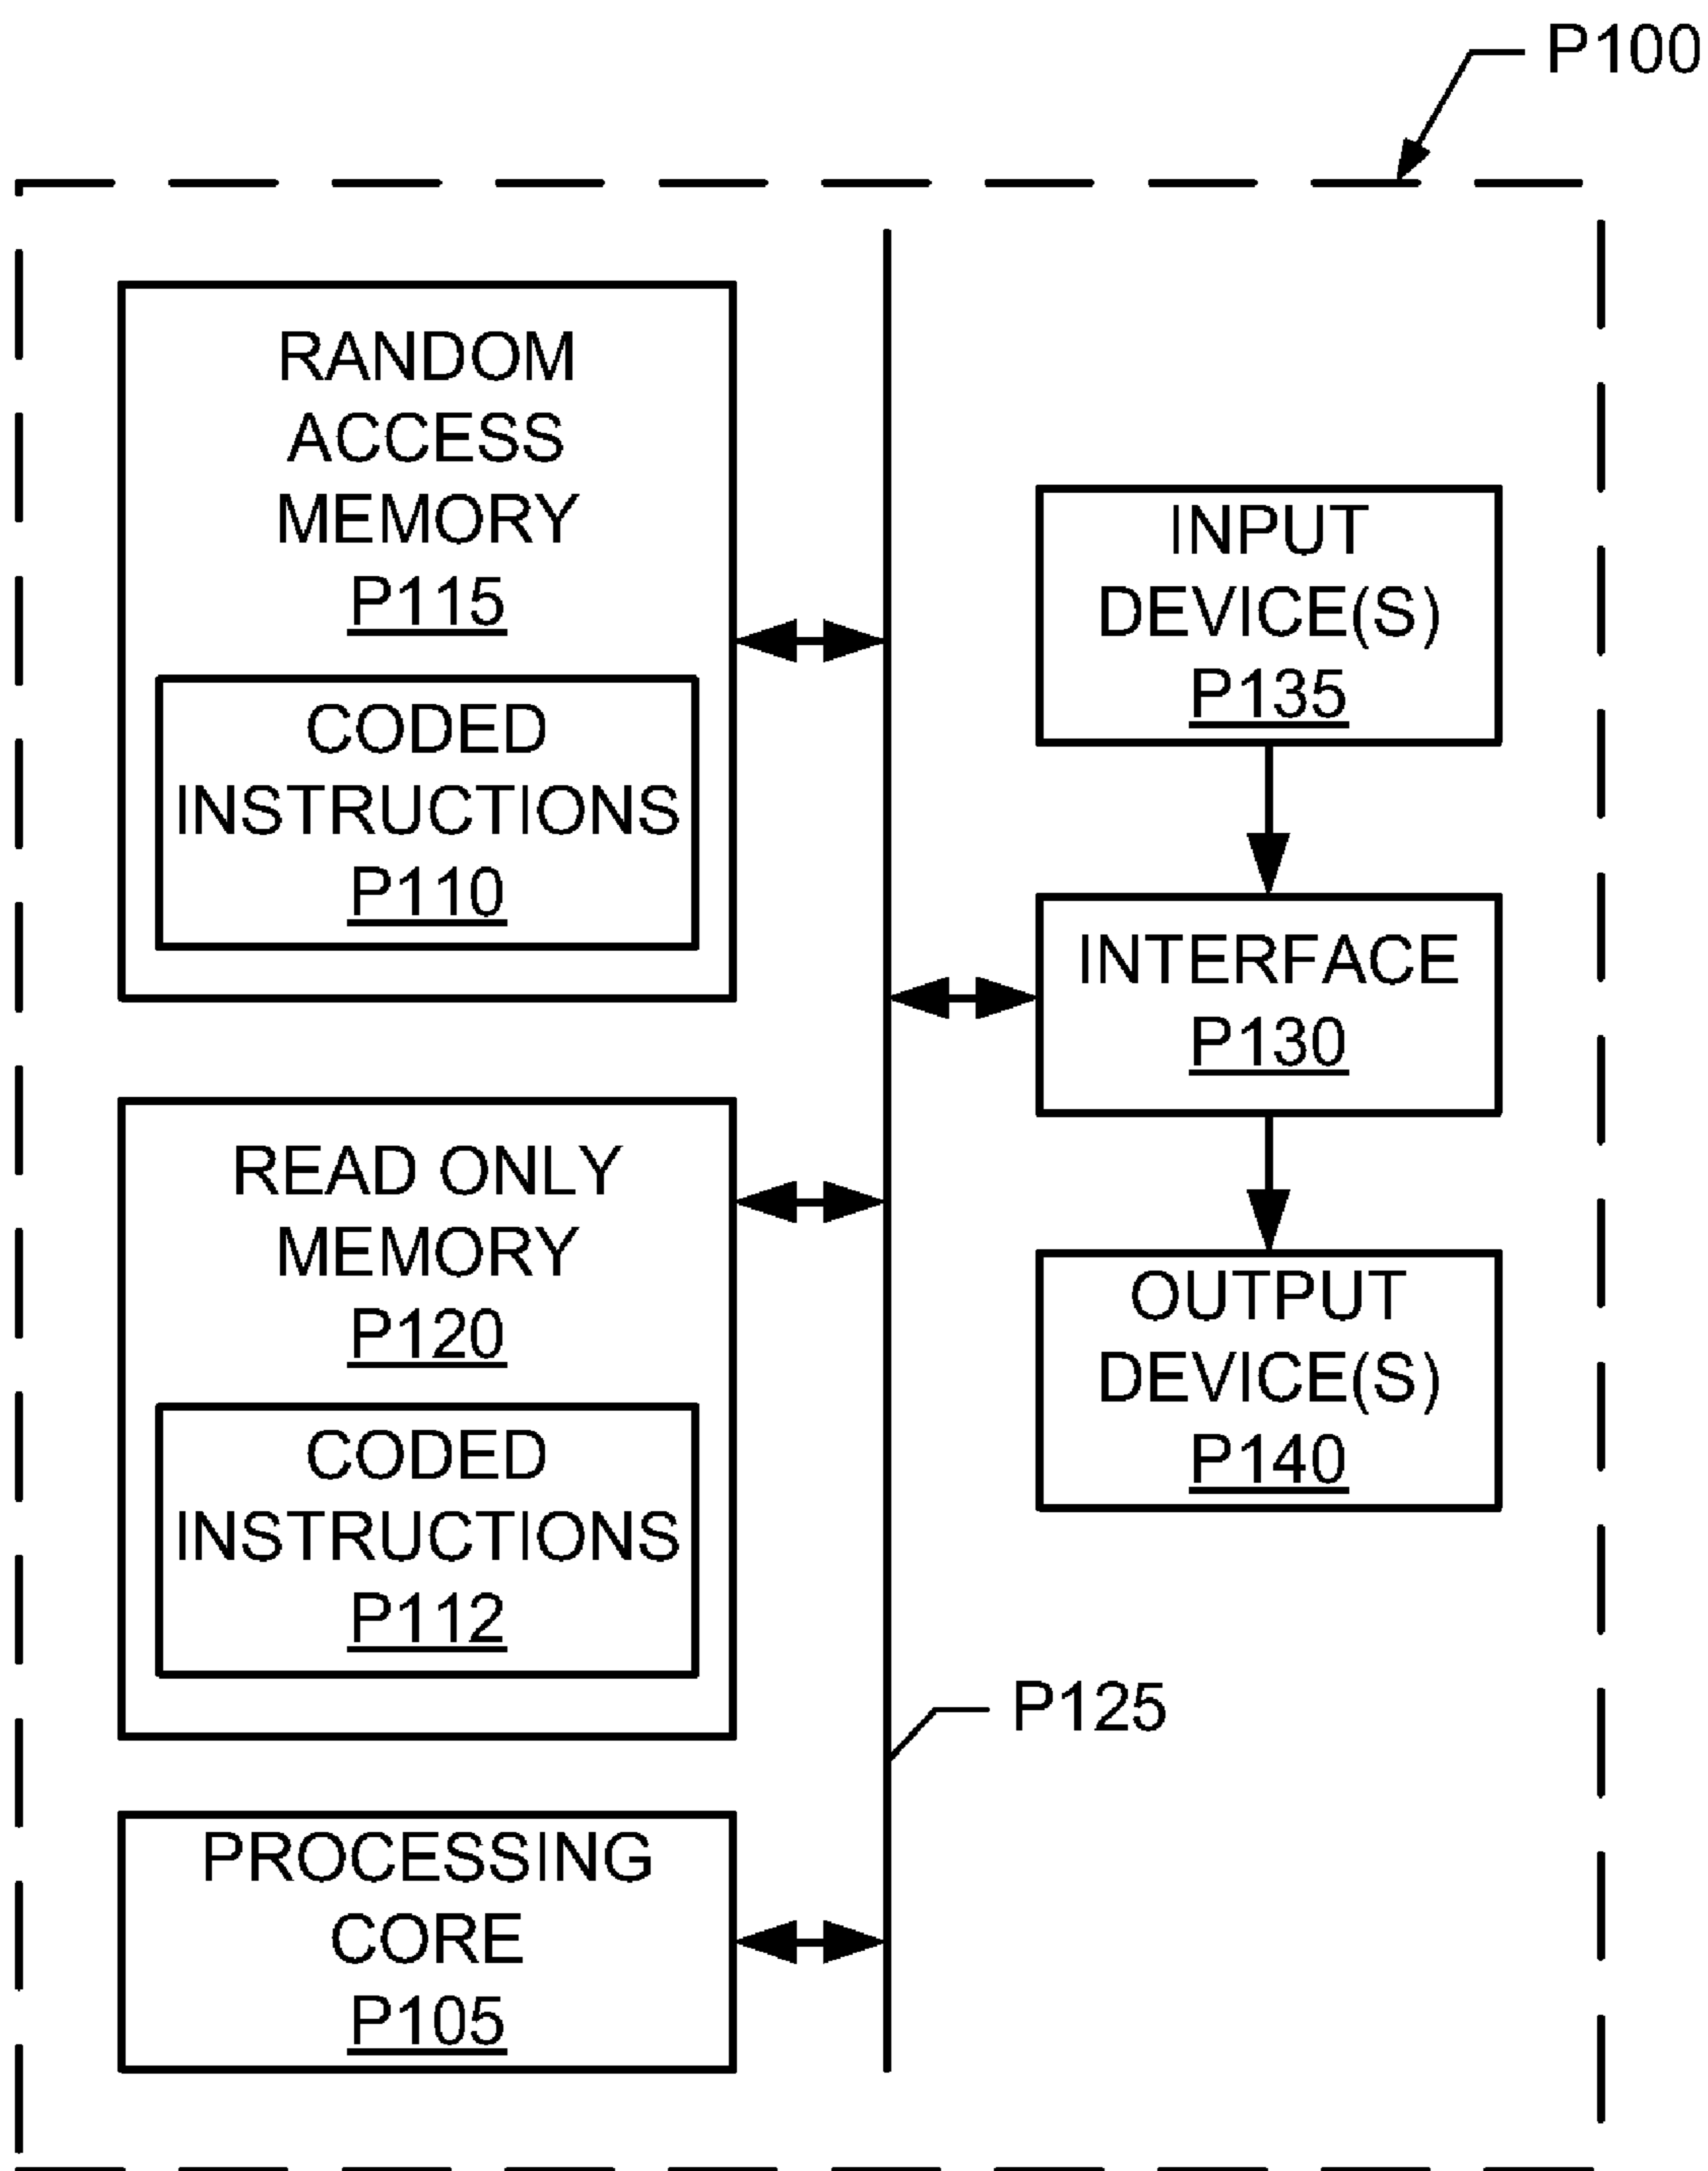 P100
RANDOM
ACCESS
MEMORY
P115
CODED
INSTRUCTIONS
P110
READ ONLY
MEMORY
P120
CODED
INSTRUCTIONS
P112
PROCESSING
CORE
P105
INPUT
DEVICE(S)
P135
INTERFACE
P130
OUTPUT
DEVICE(S)
P140
P125